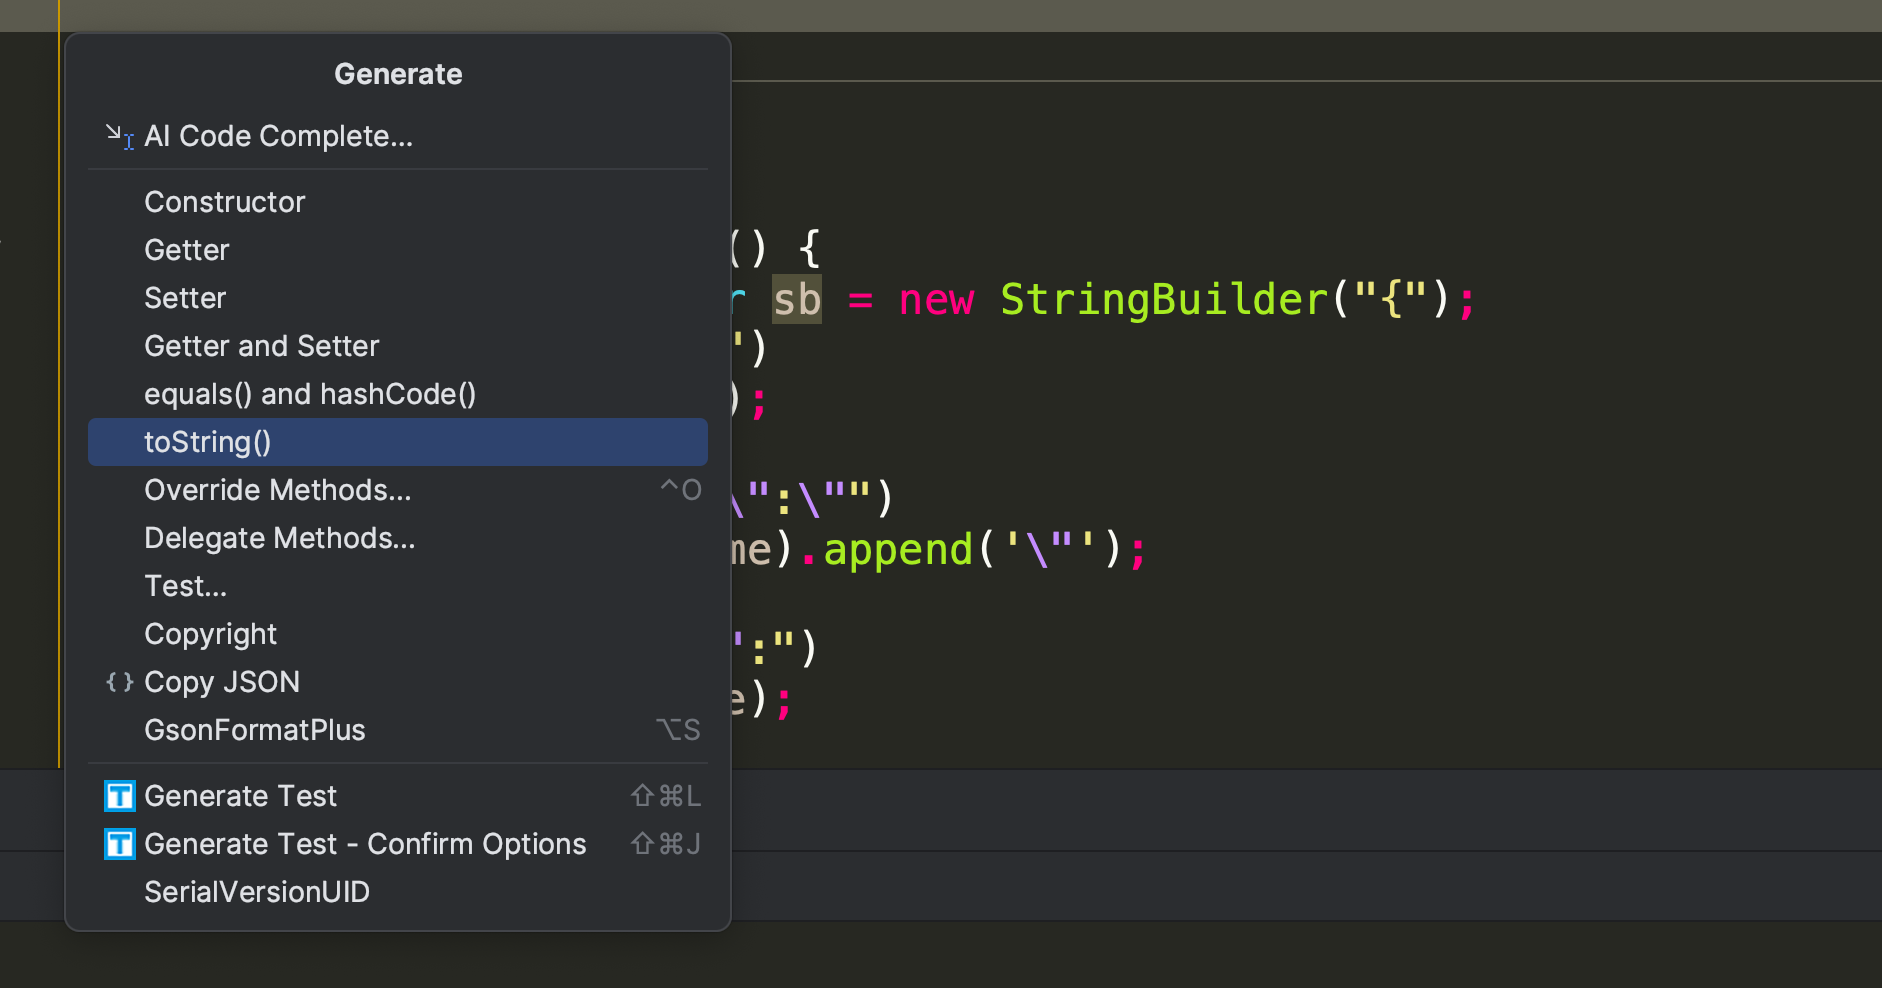 Generate
AI Code Complete...
Constructor
Getter
Setter
Getter and Setter
equals() and hashCode()
toString()
Override Methods... ^O
Delegate Methods...
Test...
Copyright
{} Copy JSON
GsonFormatPlus ⌥S
T Generate Test ⇧⌘L
T Generate Test - Confirm Options ⇧⌘J
SerialVersionUID
() {
r sb = new StringBuilder("{");
')
);
\":\"")
me).append('\"');
":")
e);